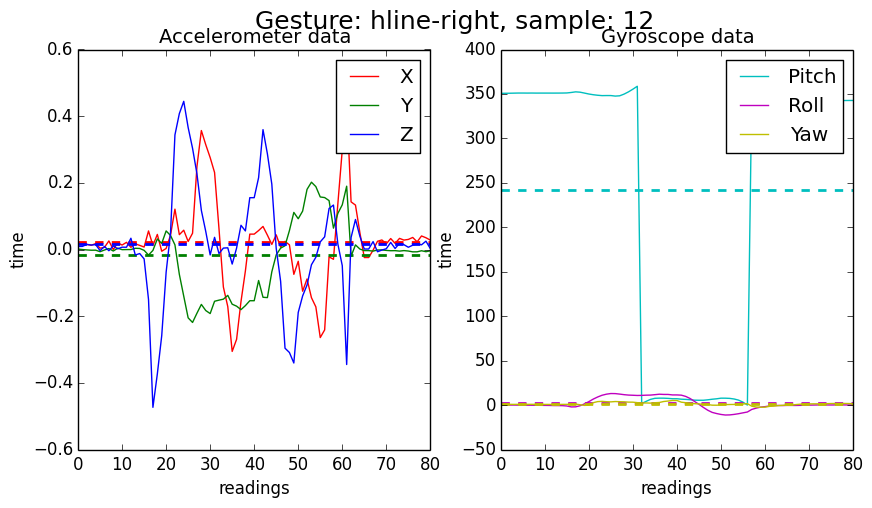 Gesture: hline-right, sample: 12
Accelerometer data
0.6
0.4
0.2
0.0
−0.2
−0.4
−0.6
time
0 10 20 30 40 50 60 70 80
readings
X
Y
Z
Gyroscope data
400
350
300
250
200
150
100
50
0
−50
time
0 10 20 30 40 50 60 70 80
readings
Pitch
Roll
Yaw